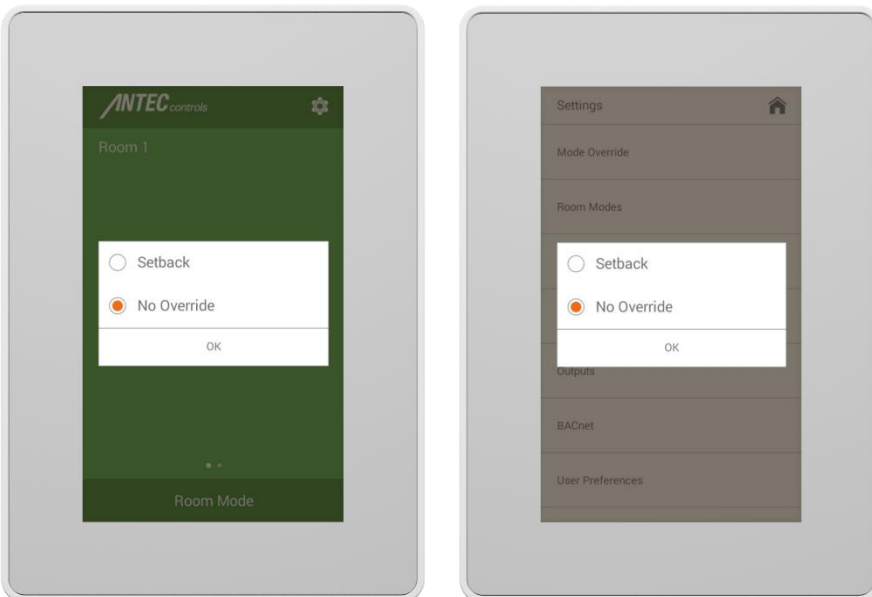 ANTEC controls
Room 1
Setback
No Override
OK
Room Mode
Settings
Mode Override
Room Modes
Setback
No Override
OK
Outputs
BACnet
User Preferences